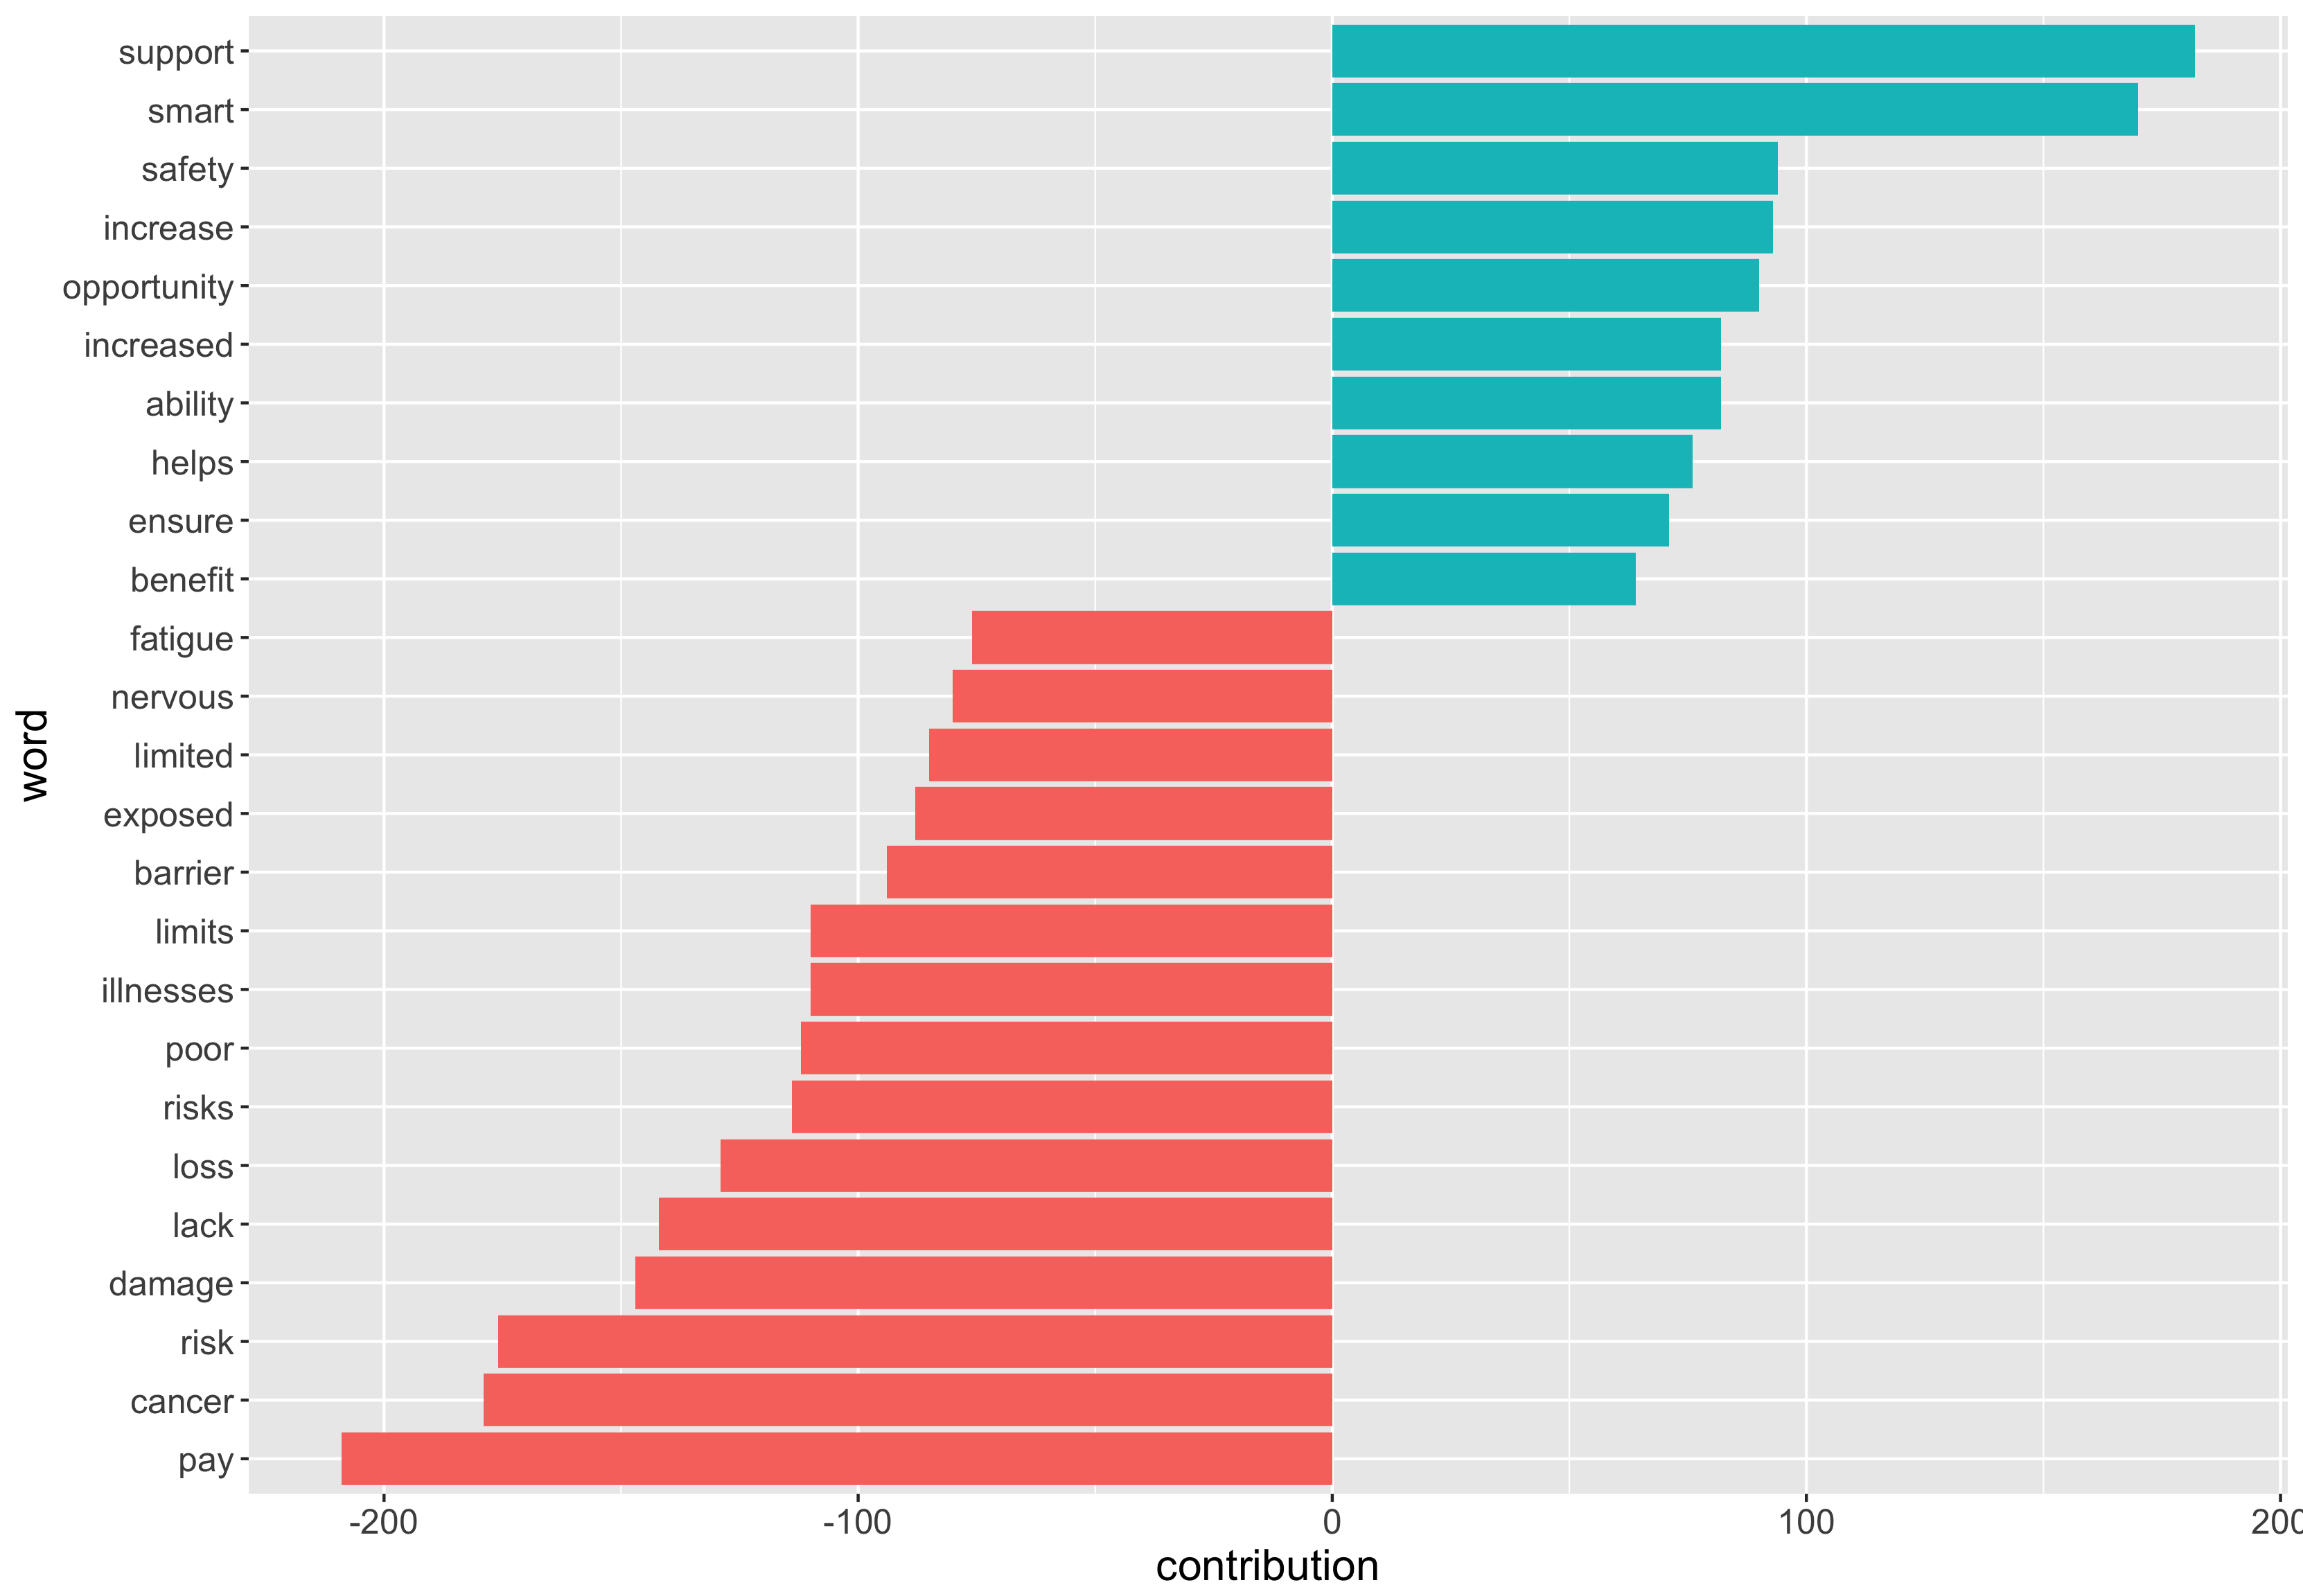 support
smart
safety
increase
opportunity
increased
ability
helps
ensure
benefit
fatigue
nervous
limited
exposed
barrier
limits
illnesses
poor
risks
loss
lack
damage
risk
cancer
pay
word
-200 -100 0 100 200
contribution